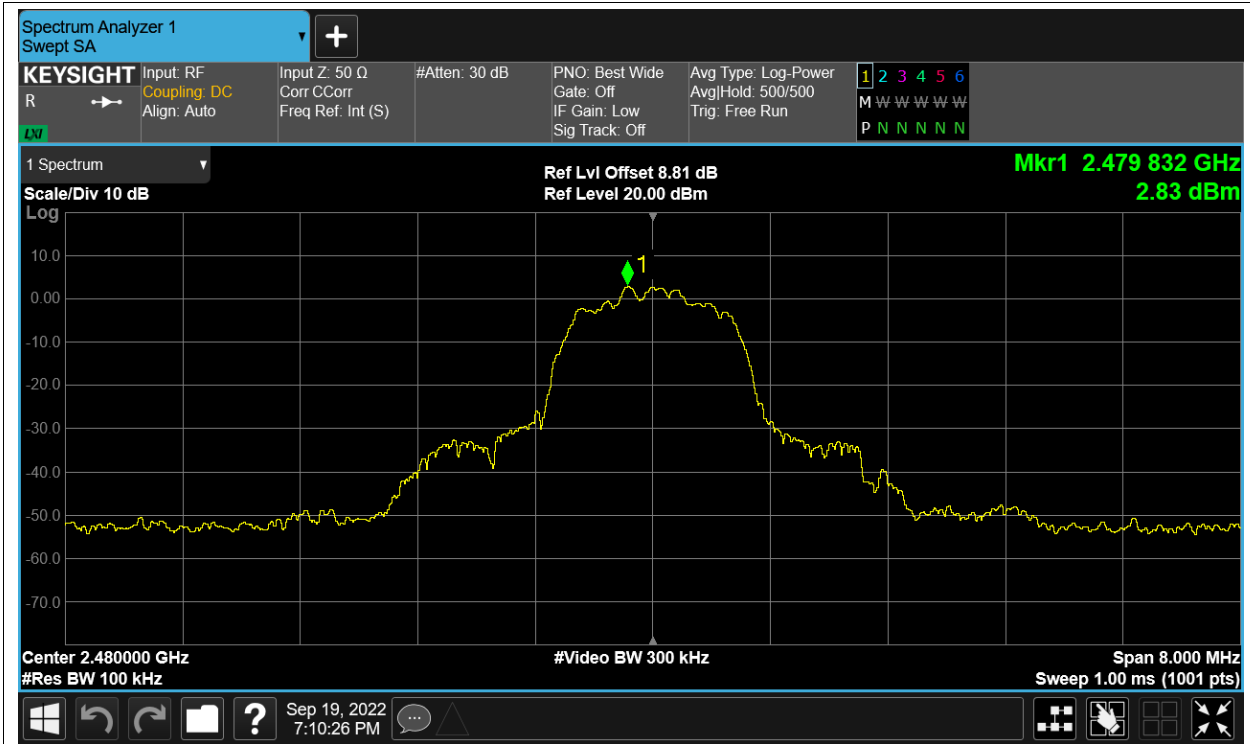 Spectrum Analyzer 1
Swept SA
KEYSIGHT
R
LXI
Input: RF
Coupling: DC
Align: Auto
Input Z: 50 Ω
Corr CCorr
Freq Ref: Int (S)
#Atten: 30 dB
PNO: Best Wide
Gate: Off
IF Gain: Low
Sig Track: Off
Avg Type: Log-Power
Avg|Hold: 500/500
Trig: Free Run
1 2 3 4 5 6
M W W W W W
P N N N N N
1 Spectrum
Scale/Div 10 dB
Log
Ref Lvl Offset 8.81 dB
Ref Level 20.00 dBm
Mkr1 2.479 832 GHz
2.83 dBm
1
10.0
0.00
-10.0
-20.0
-30.0
-40.0
-50.0
-60.0
-70.0
Center 2.480000 GHz
#Res BW 100 kHz
#Video BW 300 kHz
Span 8.000 MHz
Sweep 1.00 ms (1001 pts)
?
Sep 19, 2022
7:10:26 PM